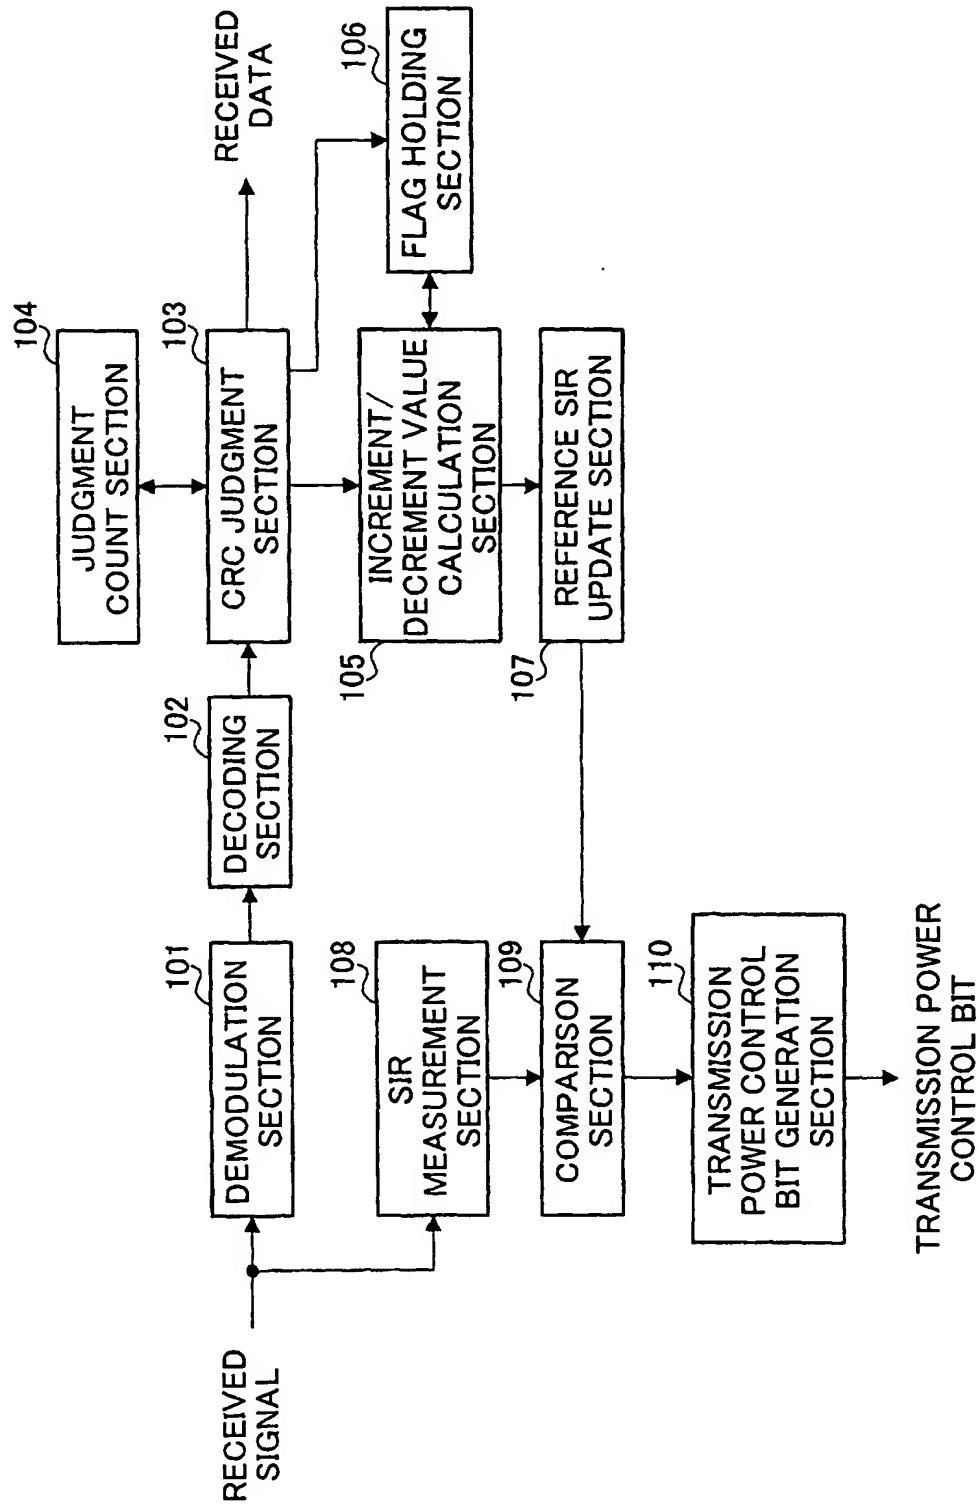 RECEIVED
SIGNAL
101
DEMODULATION
SECTION
102
DECODING
SECTION
103
CRC JUDGMENT
SECTION
RECEIVED
DATA
104
JUDGMENT
COUNT SECTION
105
INCREMENT/
DECREMENT VALUE
CALCULATION
SECTION
106
FLAG HOLDING
SECTION
107
REFERENCE SIR
UPDATE SECTION
108
SIR
MEASUREMENT
SECTION
109
COMPARISON
SECTION
110
TRANSMISSION
POWER CONTROL
BIT GENERATION
SECTION
TRANSMISSION POWER
CONTROL BIT